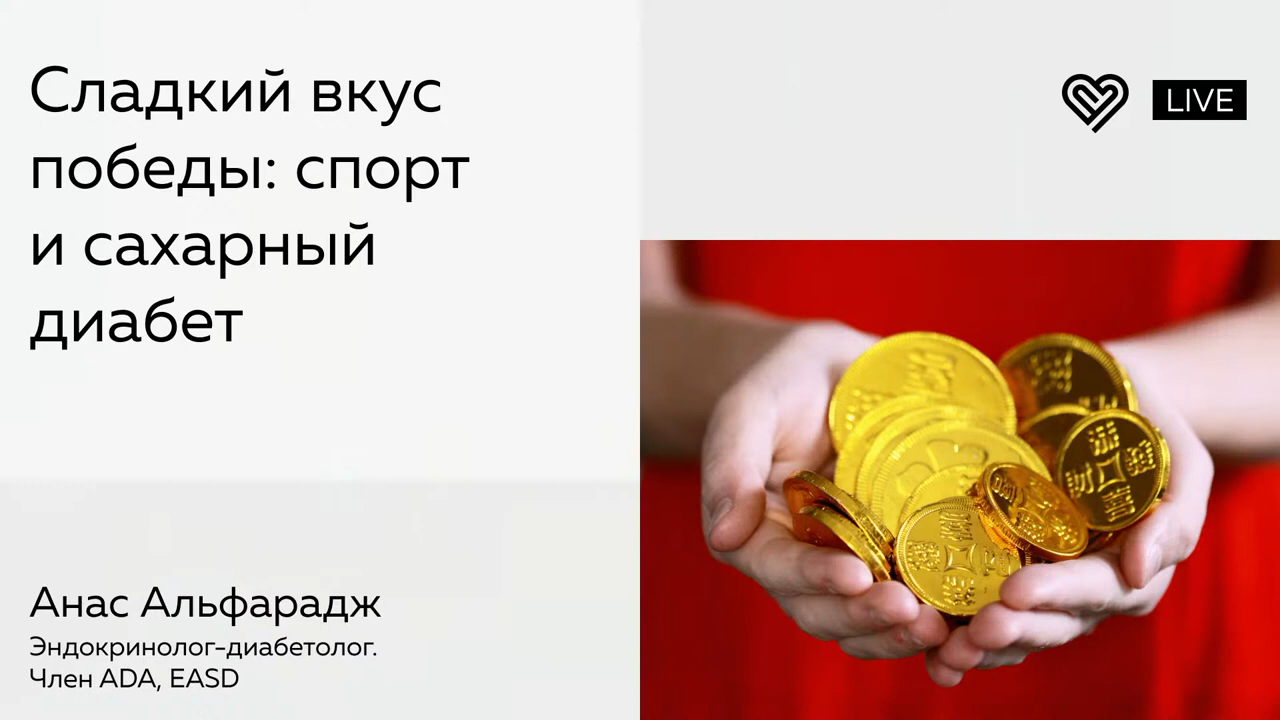 Сладкий вкус
победы: спорт
и сахарный
диабет
LIVE
Анас Альфарадж
Эндокринолог-диабетолог.
Член ADA, EASD